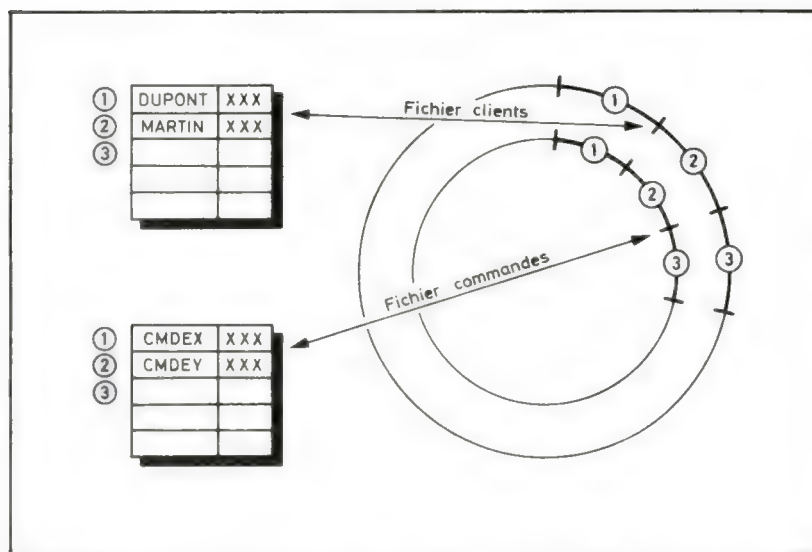 ① DUPONT XXX
② MARTIN XXX
③
Fichier clients
① ② ③
① ② ③
Fichier commandes
① CMDEX XXX
② CMDEY XXX
③